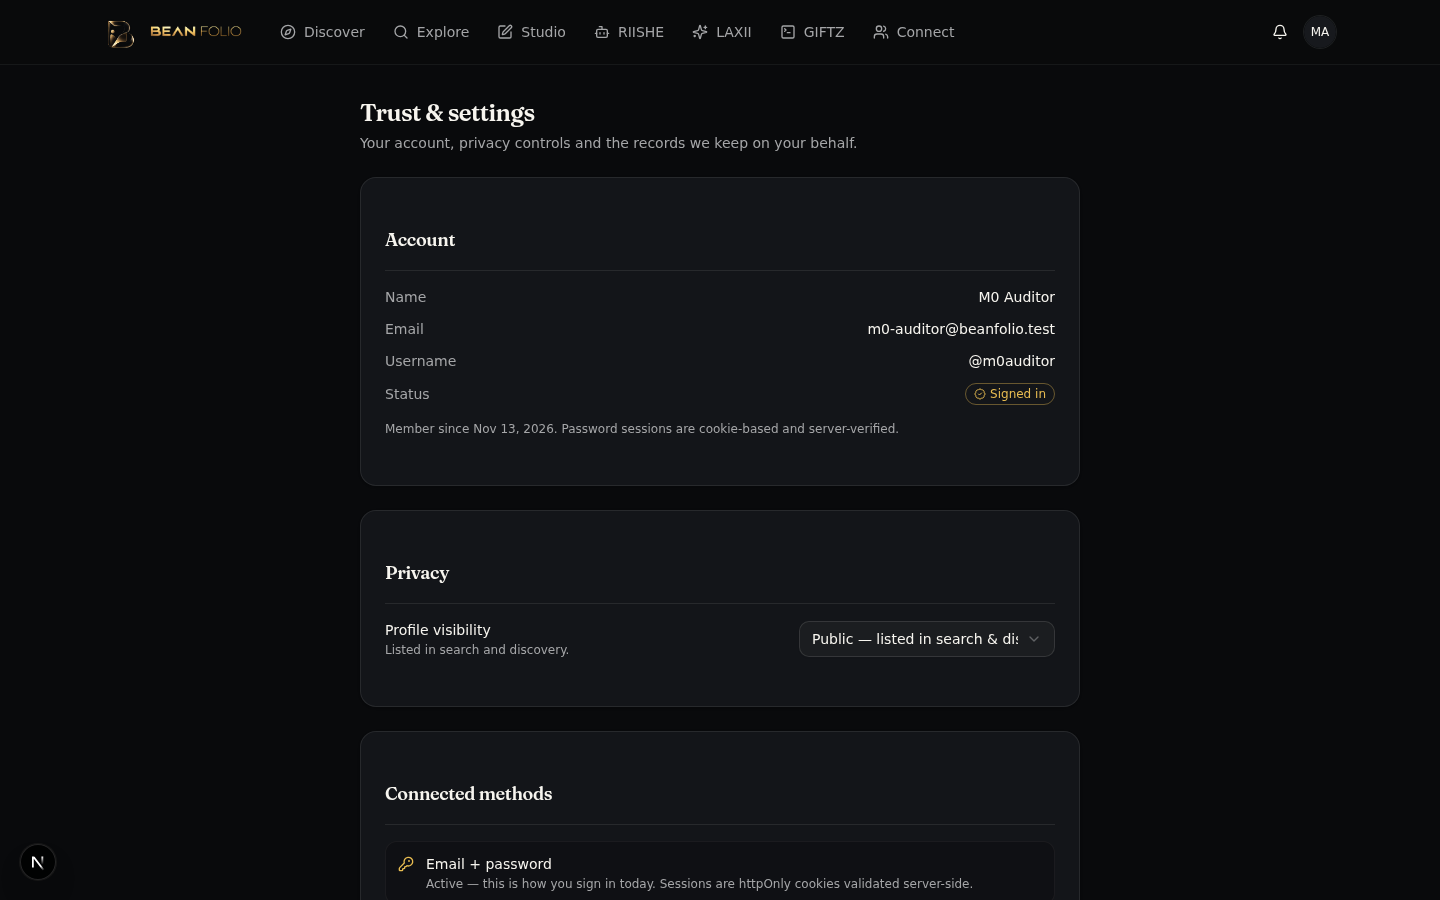 BEAN FOLIO
Discover
Explore
Studio
RIISHE
LAXII
GIFTZ
Connect
MA
Trust & settings
Your account, privacy controls and the records we keep on your behalf.
Account
Name M0 Auditor
Email m0-auditor@beanfolio.test
Username @m0auditor
Status Signed in
Member since Nov 13, 2026. Password sessions are cookie-based and server-verified.
Privacy
Profile visibility
Listed in search and discovery.
Public — listed in search & dis
Connected methods
Email + password
Active — this is how you sign in today. Sessions are httpOnly cookies validated server-side.
N